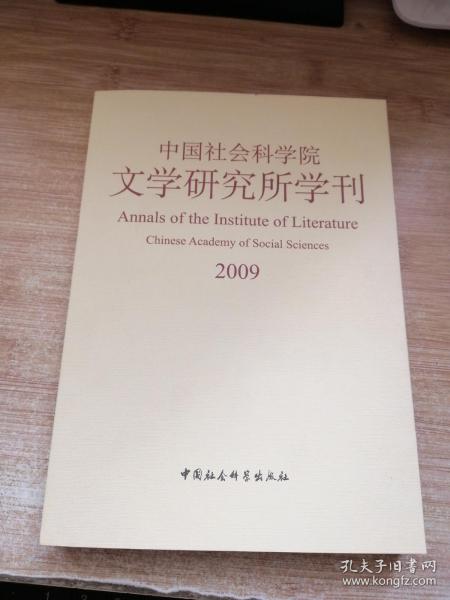 中国社会科学院
文学研究所学刊
Annals of the Institute of Literature
Chinese Academy of Social Sciences
2009
中国社会科学出版社
孔夫子旧书网
www.kongfz.com